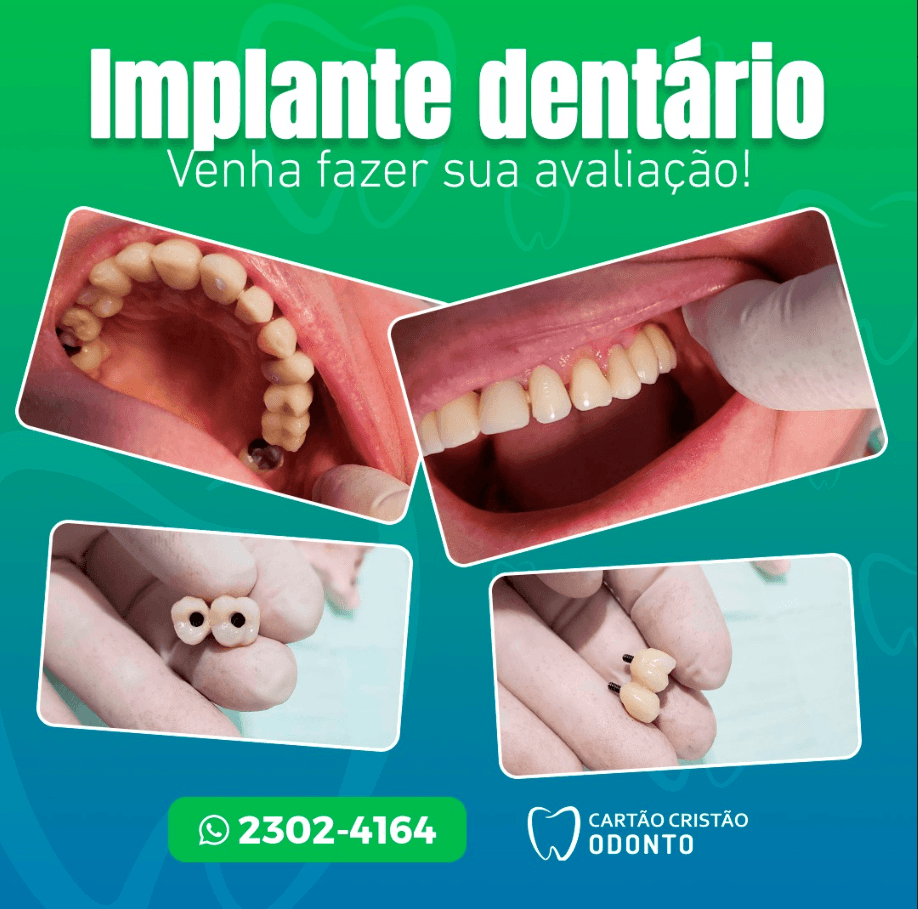 Implante dentário
Venha fazer sua avaliação!
2302-4164
CARTÃO CRISTÃO
ODONTO